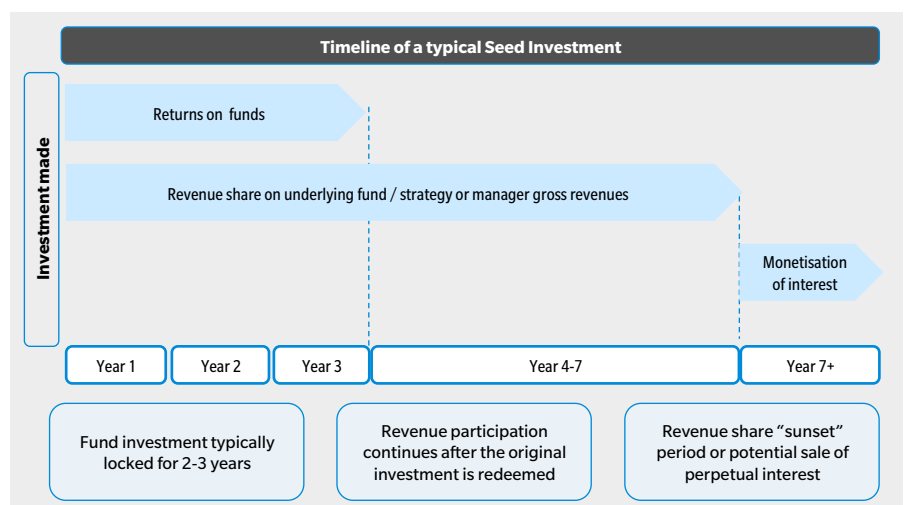 Timeline of a typical Seed Investment
Investment made
Returns on funds
Revenue share on underlying fund / strategy or manager gross revenues
Monetisation
of interest
Year 1
Year 2
Year 3
Year 4-7
Year 7+
Fund investment typically
locked for 2-3 years
Revenue participation
continues after the original
investment is redeemed
Revenue share “sunset”
period or potential sale of
perpetual interest